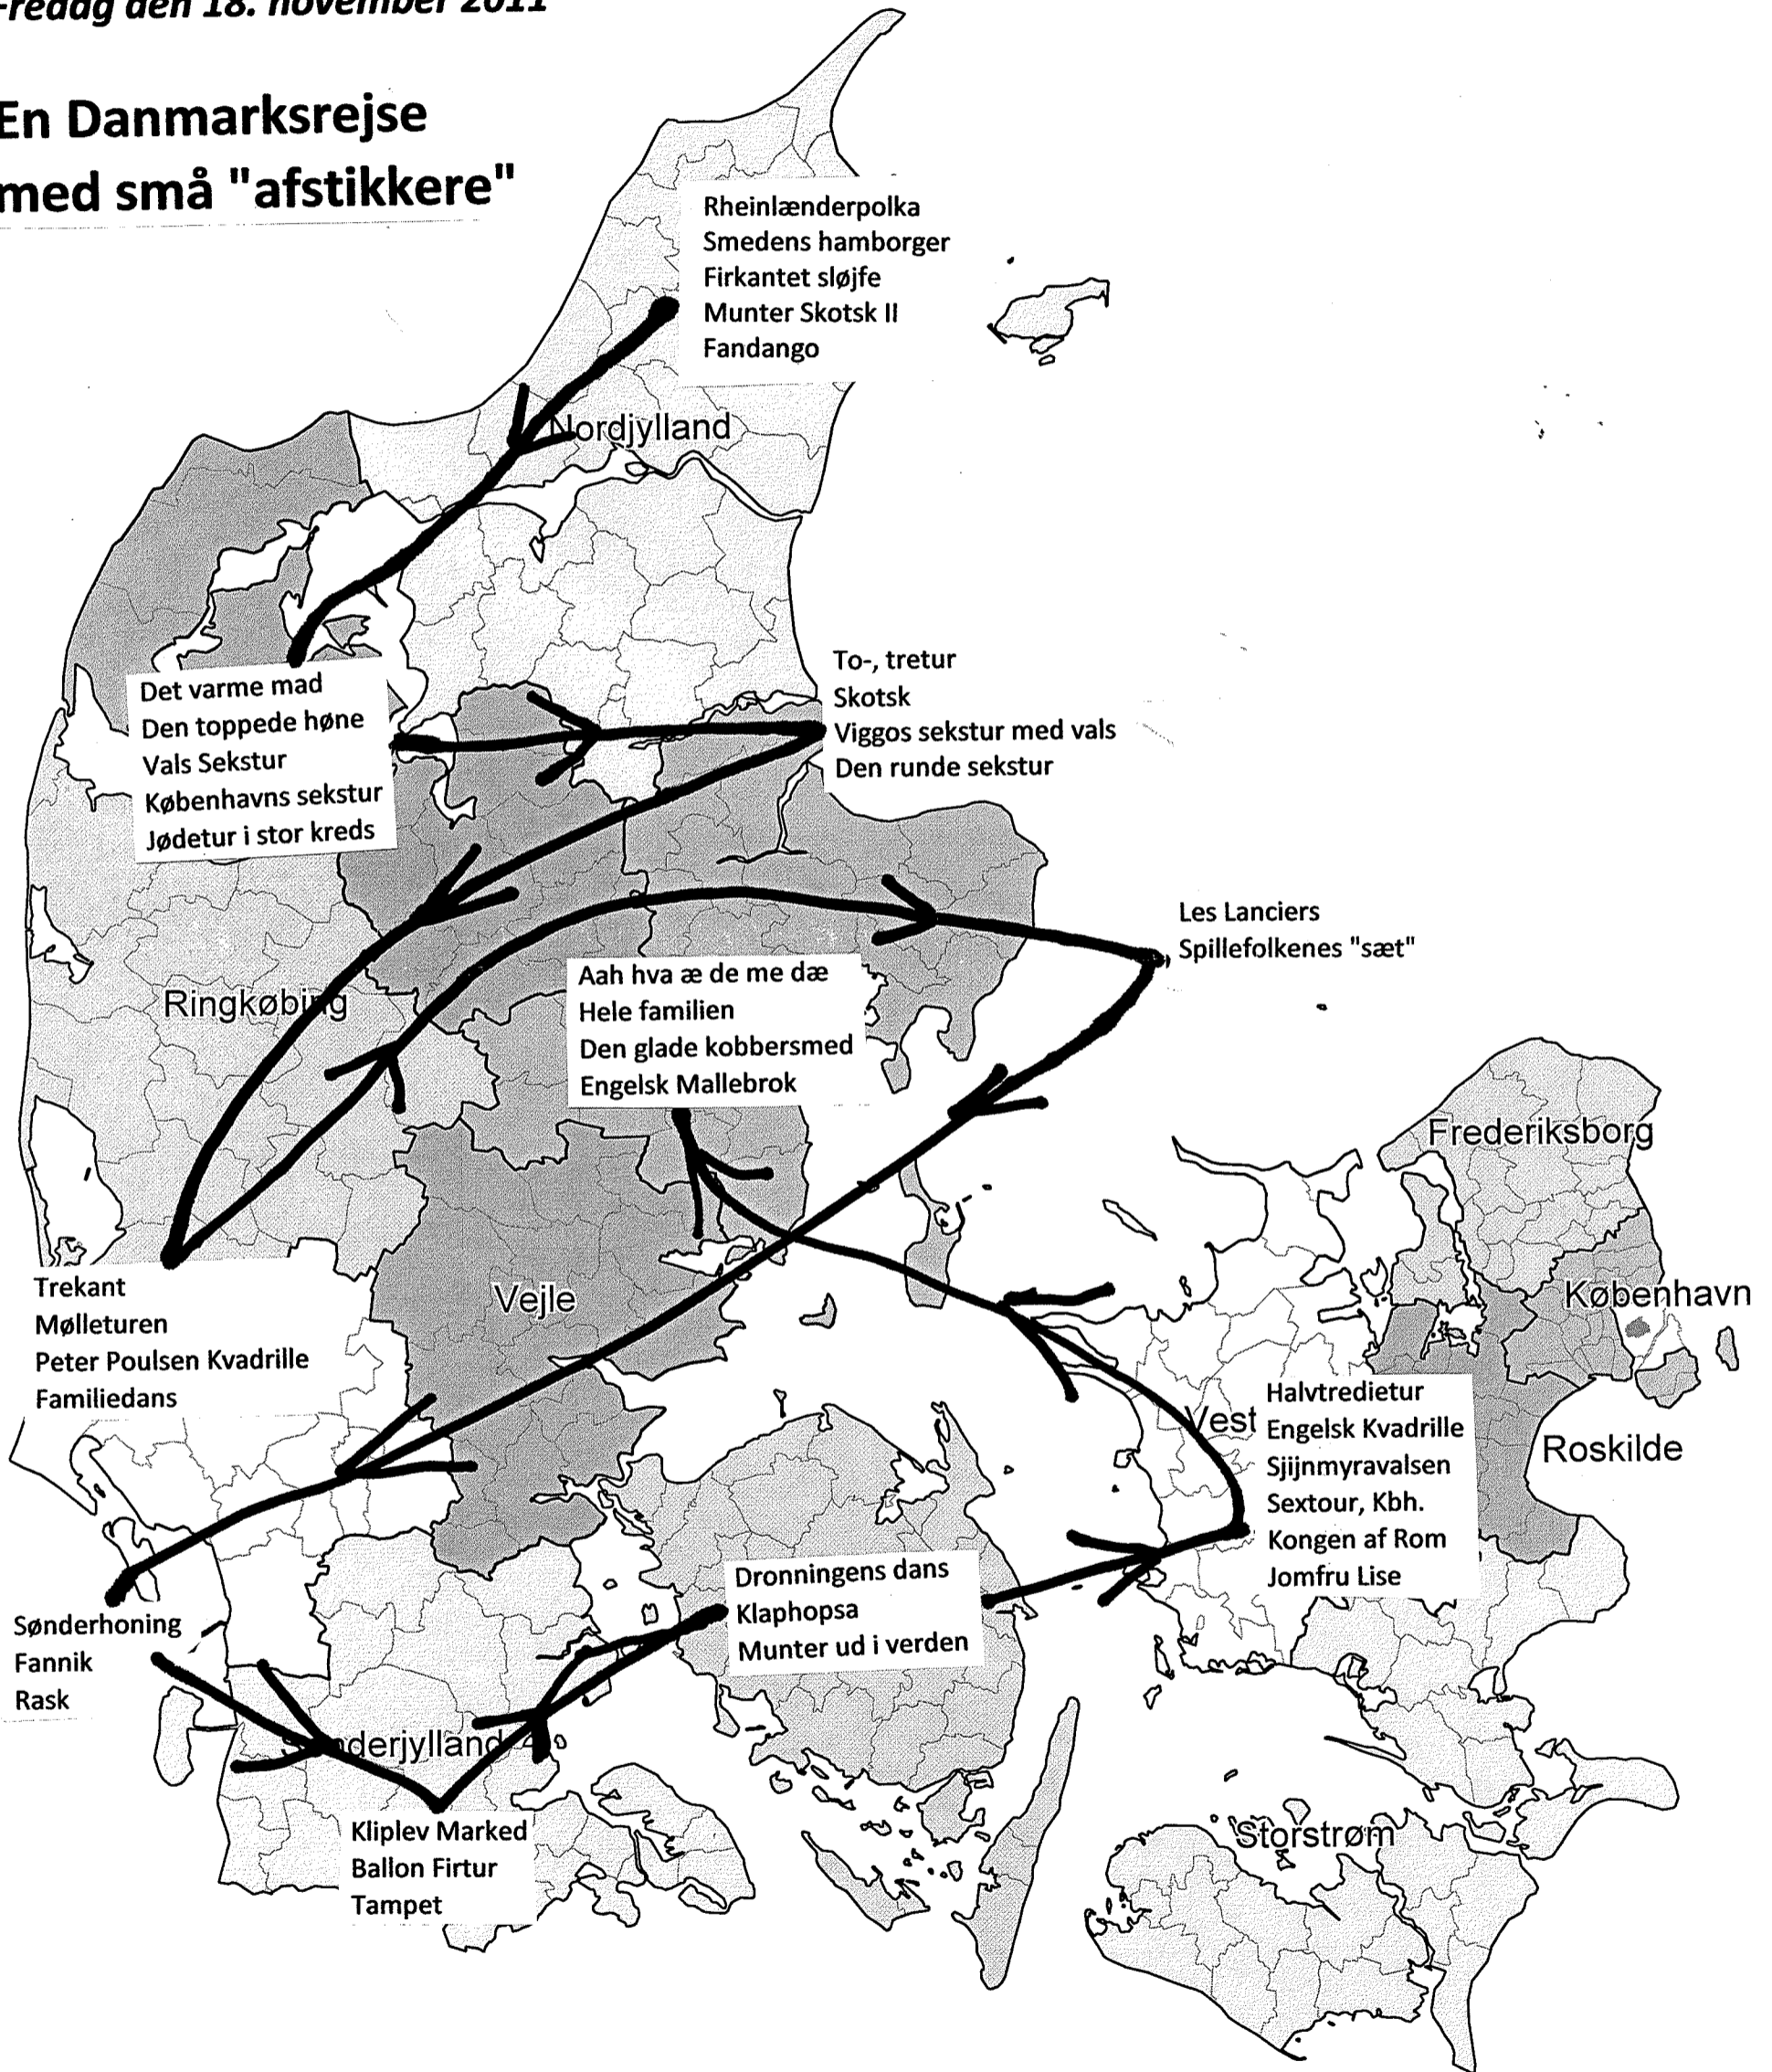 Fredag den 18. november 2011
En Danmarksrejse
med små "afstikkere"
Rheinlænderpolka
Smedens hamborger
Firkantet sløjfe
Munter Skotsk II
Fandango
Nordjylland
Det varme mad
Den toppede høne
Vals Sekstur
Københavns sekstur
Jødetur i stor kreds
To-, tretur
Skotsk
Viggos sekstur med vals
Den runde sekstur
Les Lanciers
Spillefolkenes "sæt"
Ringkøbing
Aah hva æ de me dæ
Hele familien
Den glade kobbersmed
Engelsk Mallebrok
Frederiksborg
København
Vejle
Trekant
Mølleturen
Peter Poulsen Kvadrille
Familiedans
Vest
Halvtredietur
Engelsk Kvadrille
Sjijnmyravalsen
Sextour, Kbh.
Kongen af Rom
Jomfru Lise
Roskilde
Dronningens dans
Klaphopsa
Munter ud i verden
Sønderhoning
Fannik
Rask
Sønderjylland
Kliplev Marked
Ballon Firtur
Tampet
Storstrøm